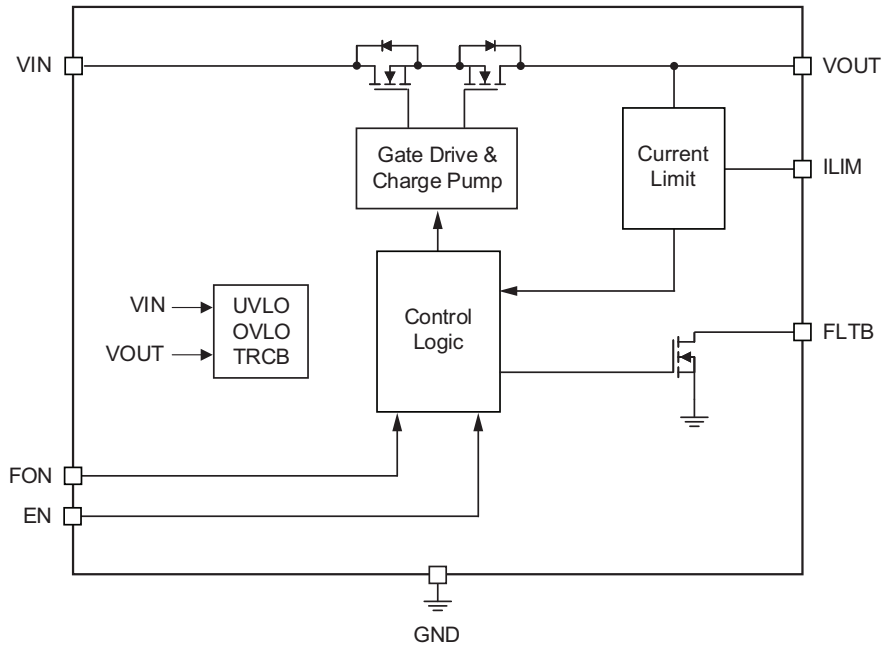 VIN
VOUT
Gate Drive &
Charge Pump
Current
Limit
ILIM
VIN
VOUT
UVLO
OVLO
TRCB
Control
Logic
FLTB
FON
EN
GND